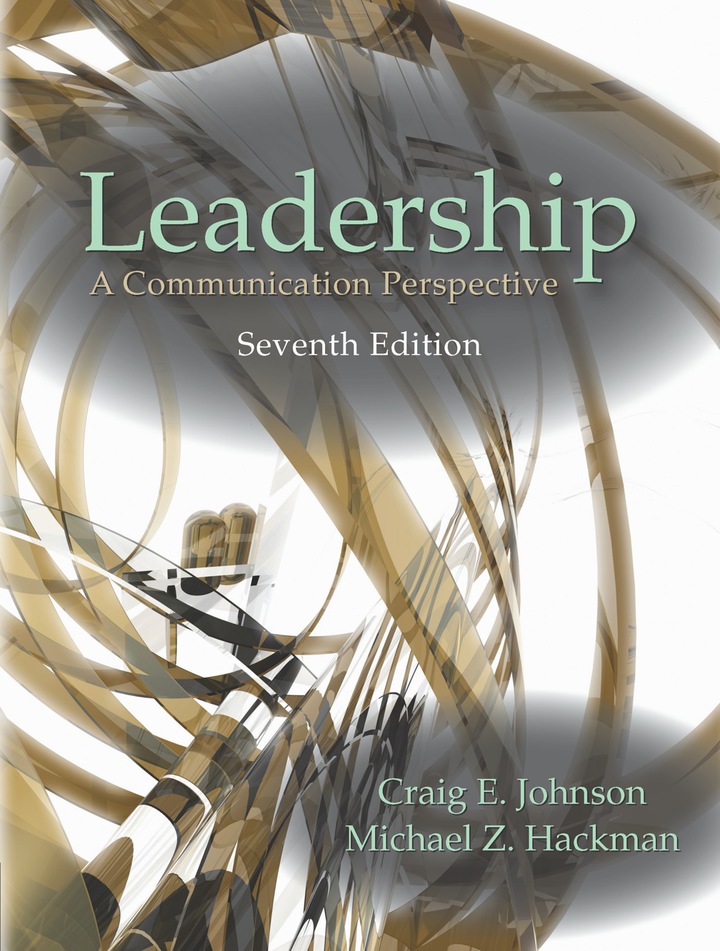 Leadership
A Communication Perspective
Seventh Edition
Craig E. Johnson
Michael Z. Hackman